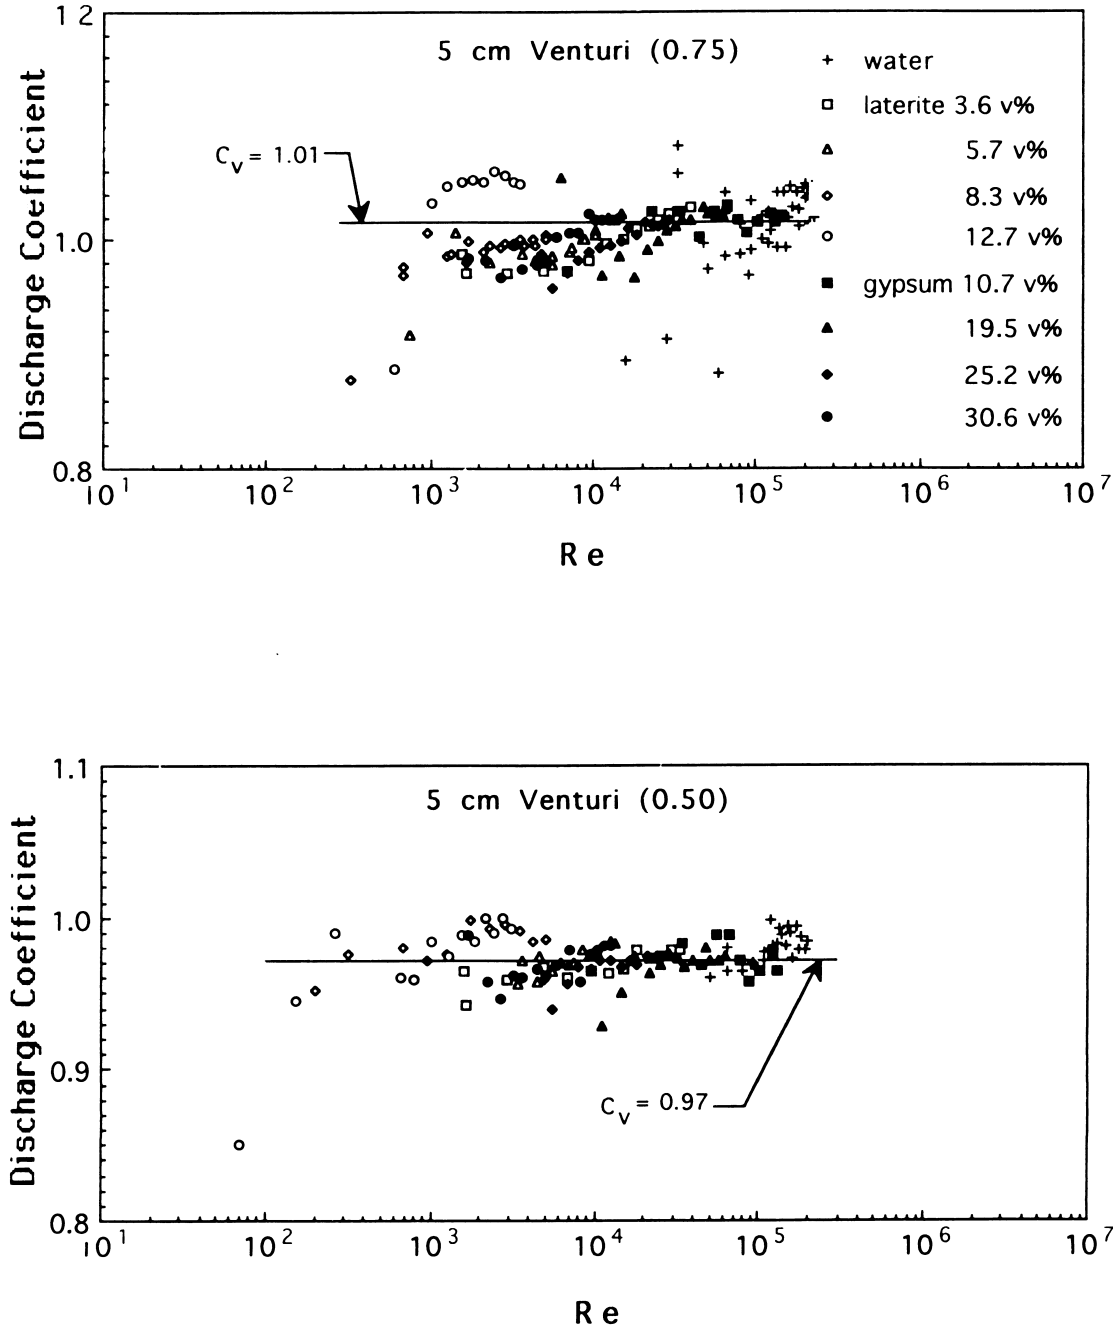 1.2
5 cm Venturi (0.75)
+ water
laterite 3.6 v%
C_v = 1.01
5.7 v%
8.3 v%
12.7 v%
1.0
gypsum 10.7 v%
19.5 v%
25.2 v%
30.6 v%
0.8
Discharge Coefficient
10^1 10^2 10^3 10^4 10^5 10^6 10^7
Re
1.1
5 cm Venturi (0.50)
1.0
0.9
C_v = 0.97
0.8
Discharge Coefficient
10^1 10^2 10^3 10^4 10^5 10^6 10^7
Re